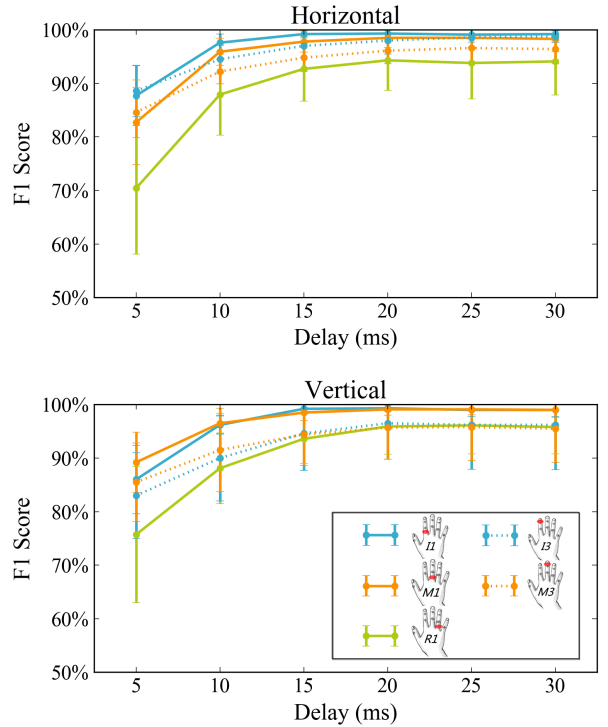 Horizontal
100%
90%
80%
70%
60%
50%
F1 Score
5 10 15 20 25 30
Delay (ms)
Vertical
100%
90%
80%
70%
60%
50%
F1 Score
I1 I3
M1 M3
R1
5 10 15 20 25 30
Delay (ms)